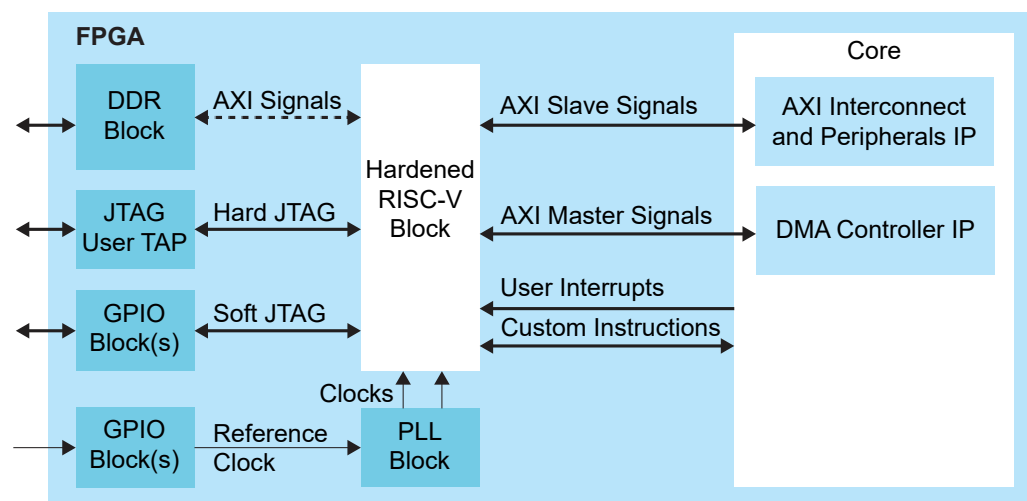 FPGA
Core
DDR
Block
AXI Signals
AXI Slave Signals
AXI Interconnect
and Peripherals IP
Hardened
RISC-V
Block
JTAG
User TAP
Hard JTAG
AXI Master Signals
DMA Controller IP
User Interrupts
GPIO
Block(s)
Soft JTAG
Custom Instructions
Clocks
GPIO
Block(s)
Reference
Clock
PLL
Block